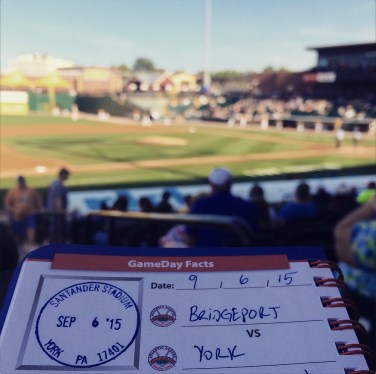 GameDay Facts
Date: 9, 6, 15
SANTANDER STADIUM
SEP 6 '15
YORK PA 17401
BRIDGEPORT
VS
YORK